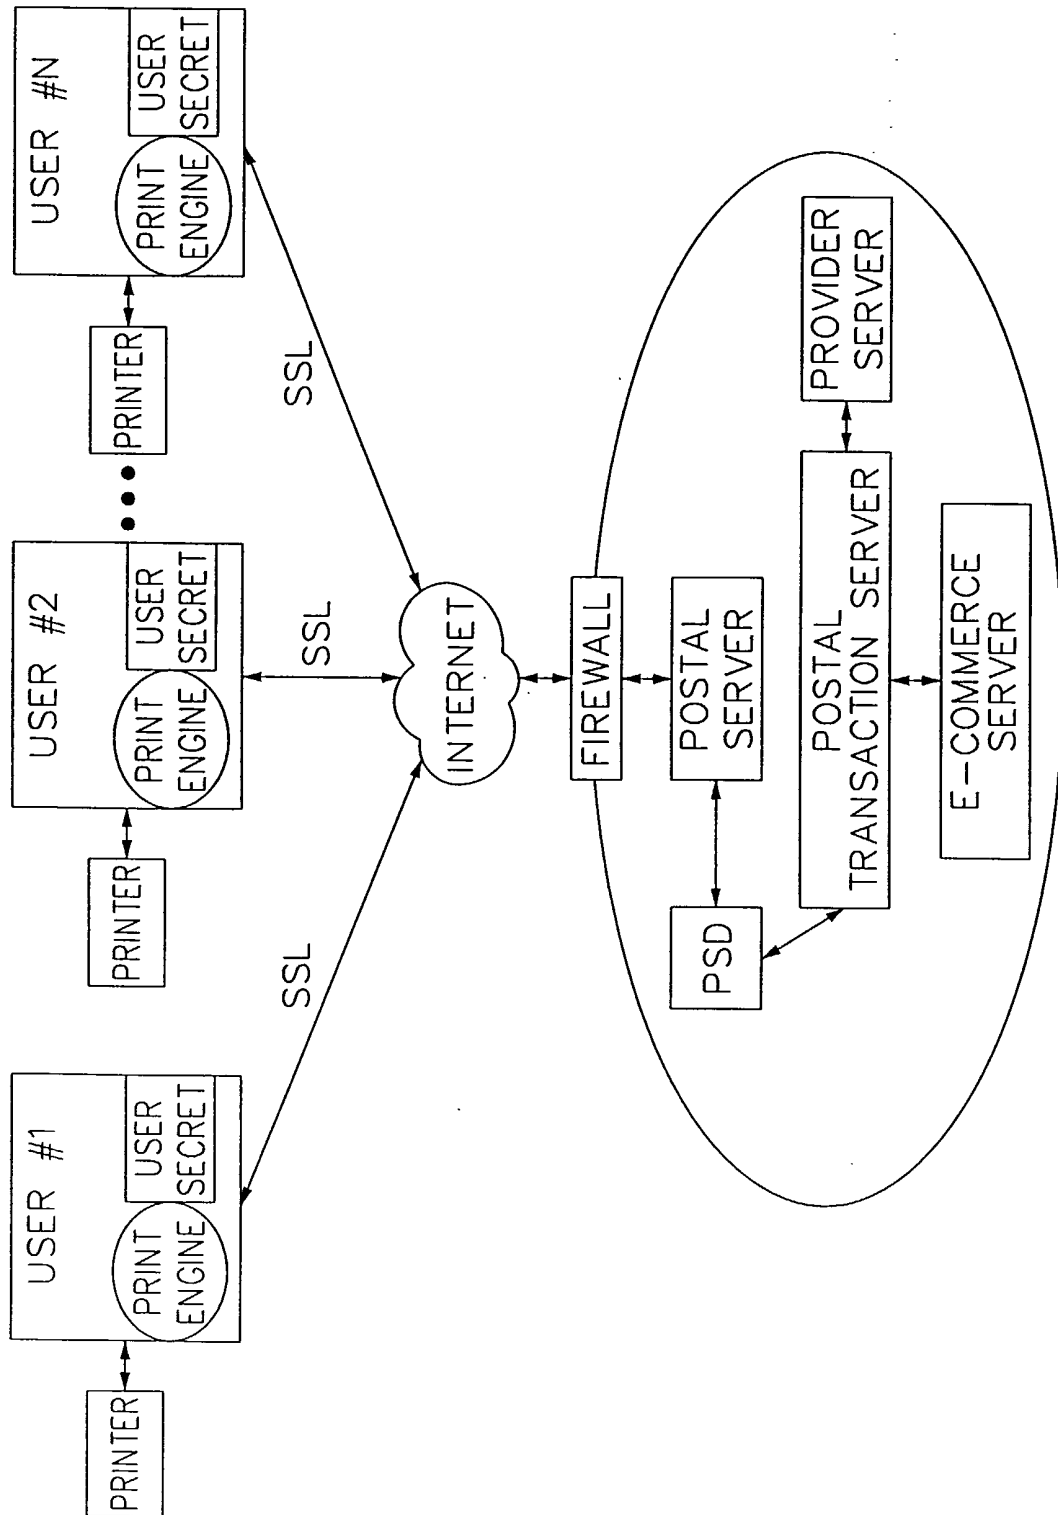 USER #1
PRINT
ENGINE
USER
SECRET
PRINTER
USER #2
PRINT
ENGINE
USER
SECRET
PRINTER
USER #N
PRINT
ENGINE
USER
SECRET
PRINTER
SSL
SSL
SSL
INTERNET
FIREWALL
PSD
POSTAL
SERVER
POSTAL
TRANSACTION SERVER
PROVIDER
SERVER
E-COMMERCE
SERVER